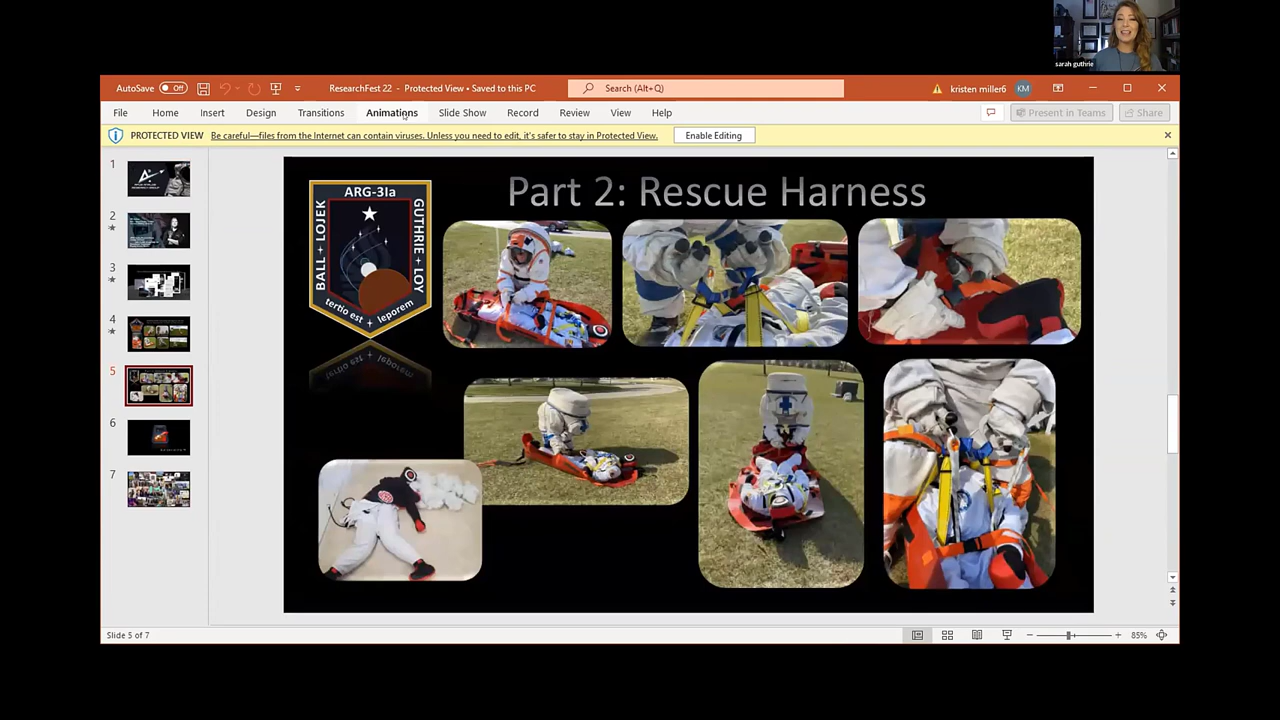 sarah guthrie
AutoSave Off
ResearchFest 22 - Protected View • Saved to this PC
Search (Alt+Q)
kristen miller6 KM
File Home Insert Design Transitions Animations Slide Show Record Review View Help
Present in Teams Share
PROTECTED VIEW Be careful—files from the Internet can contain viruses. Unless you need to edit, it's safer to stay in Protected View. Enable Editing
1
2
3
4
5
6
7
Part 2: Rescue Harness
ARG-3Ia
BALL + LOJEK
GUTHRIE + LOY
tertio est + leporem
Slide 5 of 7
85%